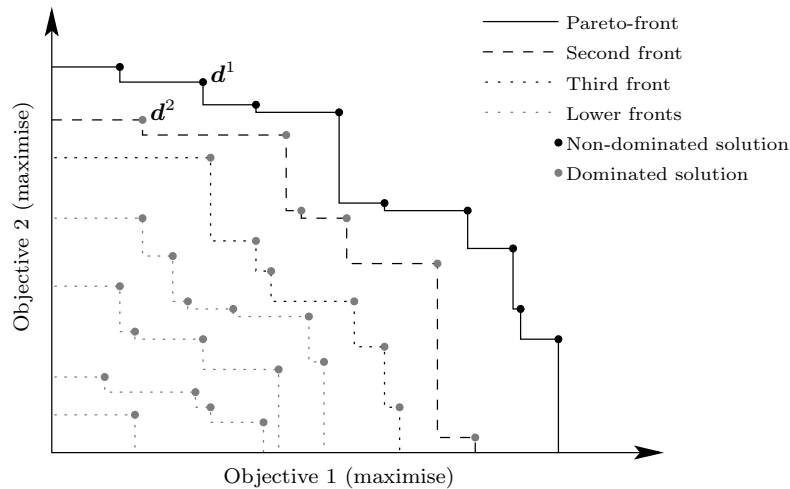 Pareto-front
Second front
Third front
Lower fronts
Non-dominated solution
Dominated solution
d¹
d²
Objective 2 (maximise)
Objective 1 (maximise)